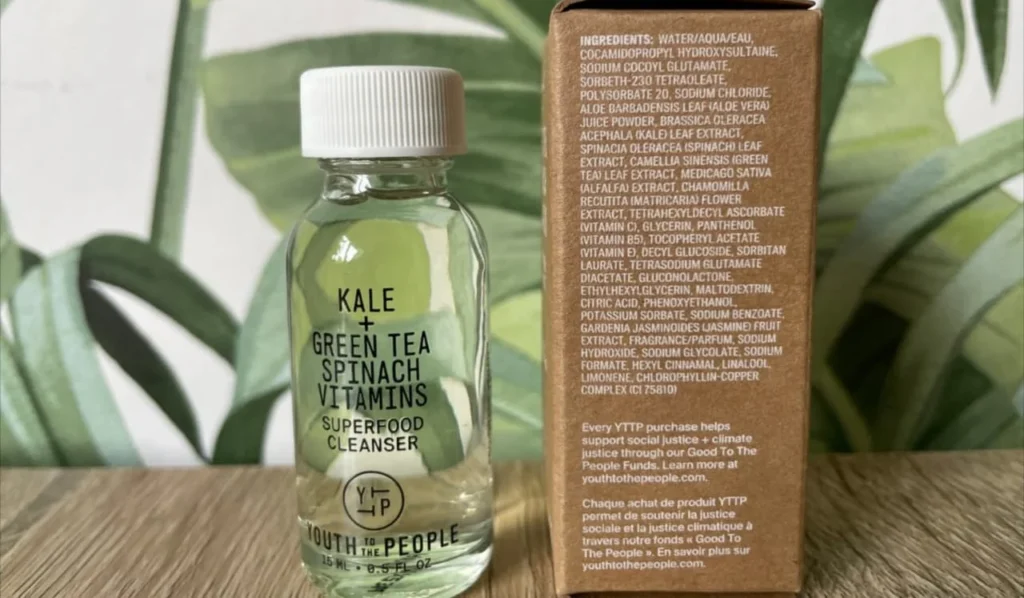 KALE
+
GREEN TEA
SPINACH
VITAMINS
SUPERFOOD
CLEANSER
Y TT P
YOUTH TO THE PEOPLE
15 ML • 0.5 FL OZ
INGREDIENTS: WATER/AQUA/EAU,
COCAMIDOPROPYL HYDROXYSULTAINE,
SODIUM COCOYL GLUTAMATE,
SORBETH-230 TETRAOLEATE,
POLYSORBATE 20, SODIUM CHLORIDE,
ALOE BARBADENSIS LEAF (ALOE VERA)
JUICE POWDER, BRASSICA OLERACEA
ACEPHALA (KALE) LEAF EXTRACT,
SPINACIA OLERACEA (SPINACH) LEAF
EXTRACT, CAMELLIA SINENSIS (GREEN
TEA) LEAF EXTRACT, MEDICAGO SATIVA
(ALFALFA) EXTRACT, CHAMOMILLA
RECUTITA (MATRICARIA) FLOWER
EXTRACT, TETRAHEXYLDECYL ASCORBATE
(VITAMIN C), GLYCERIN, PANTHENOL
(VITAMIN B5), TOCOPHERYL ACETATE
(VITAMIN E), DECYL GLUCOSIDE, SORBITAN
LAURATE, TETRASODIUM GLUTAMATE
DIACETATE, GLUCONOLACTONE,
ETHYLHEXYLGLYCERIN, MALTODEXTRIN,
CITRIC ACID, PHENOXYETHANOL,
POTASSIUM SORBATE, SODIUM BENZOATE,
GARDENIA JASMINOIDES (JASMINE) FRUIT
EXTRACT, FRAGRANCE/PARFUM, SODIUM
HYDROXIDE, SODIUM GLYCOLATE, SODIUM
FORMATE, HEXYL CINNAMAL, LINALOOL,
LIMONENE, CHLOROPHYLLIN-COPPER
COMPLEX (CI 75810)
Every YTTP purchase helps
support social justice + climate
justice through our Good To The
People Funds. Learn more at
youthtothepeople.com.
Chaque achat de produit YTTP
permet de soutenir la justice
sociale et la justice climatique à
travers notre fonds « Good To
The People ». En savoir plus sur
youthtothepeople.com.